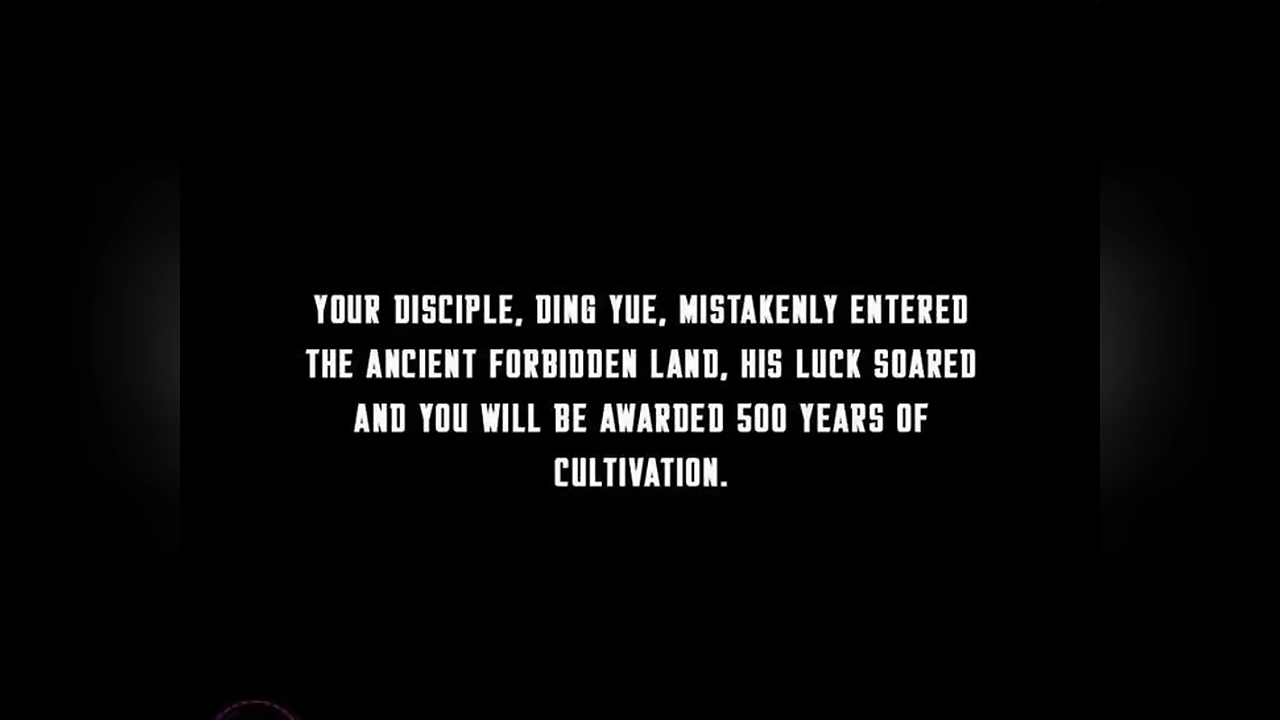 YOUR DISCIPLE, DING YUE, MISTAKENLY ENTERED
THE ANCIENT FORBIDDEN LAND, HIS LUCK SOARED
AND YOU WILL BE AWARDED 500 YEARS OF
CULTIVATION.